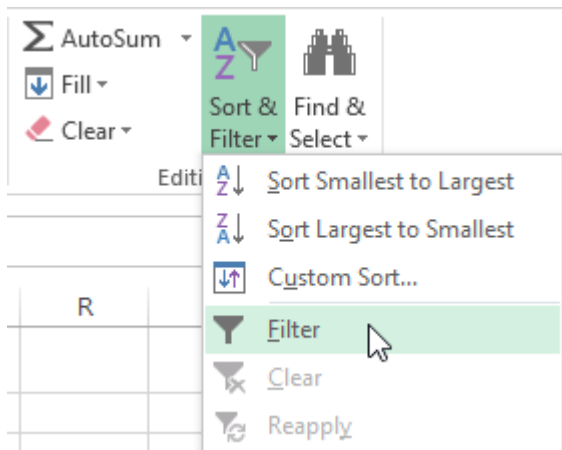 AutoSum
Fill
Clear
A
Z
Sort &
Filter
Find &
Select
Editi
Sort Smallest to Largest
Sort Largest to Smallest
Custom Sort...
Filter
Clear
Reapply
R